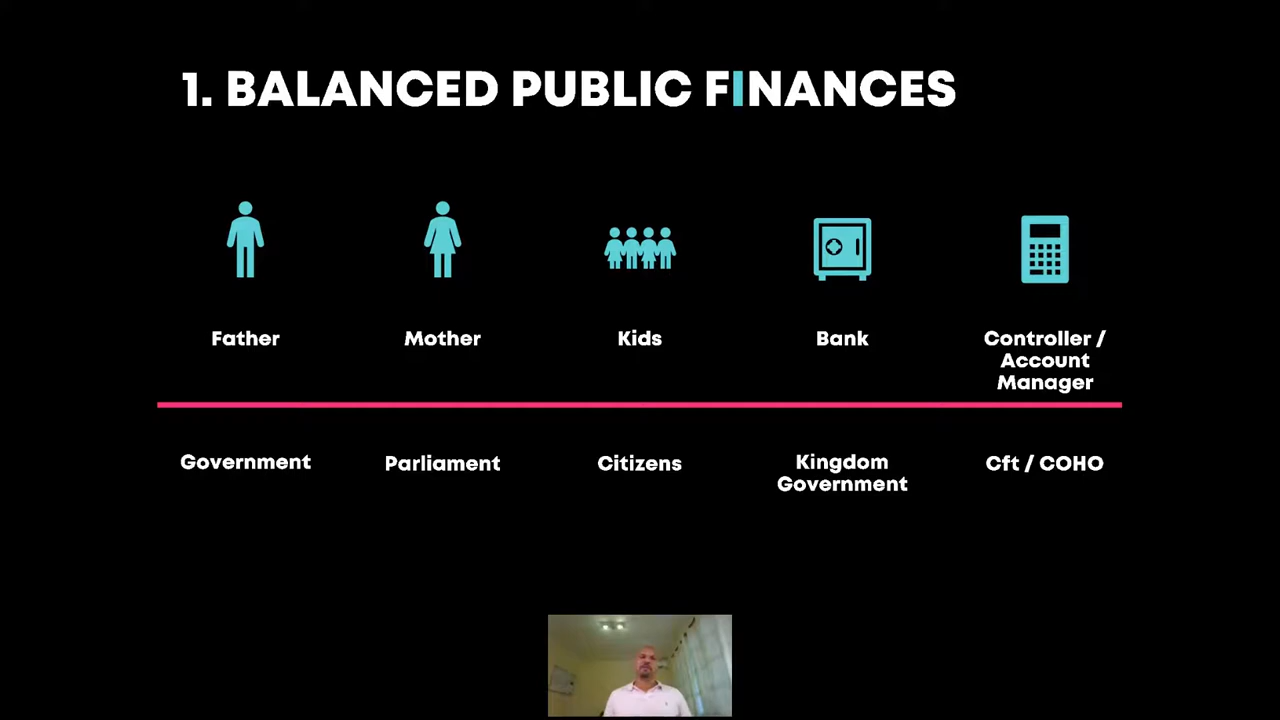 1. BALANCED PUBLIC FINANCES
Father
Mother
Kids
Bank
Controller /
Account
Manager
Government
Parliament
Citizens
Kingdom
Government
Cft / COHO